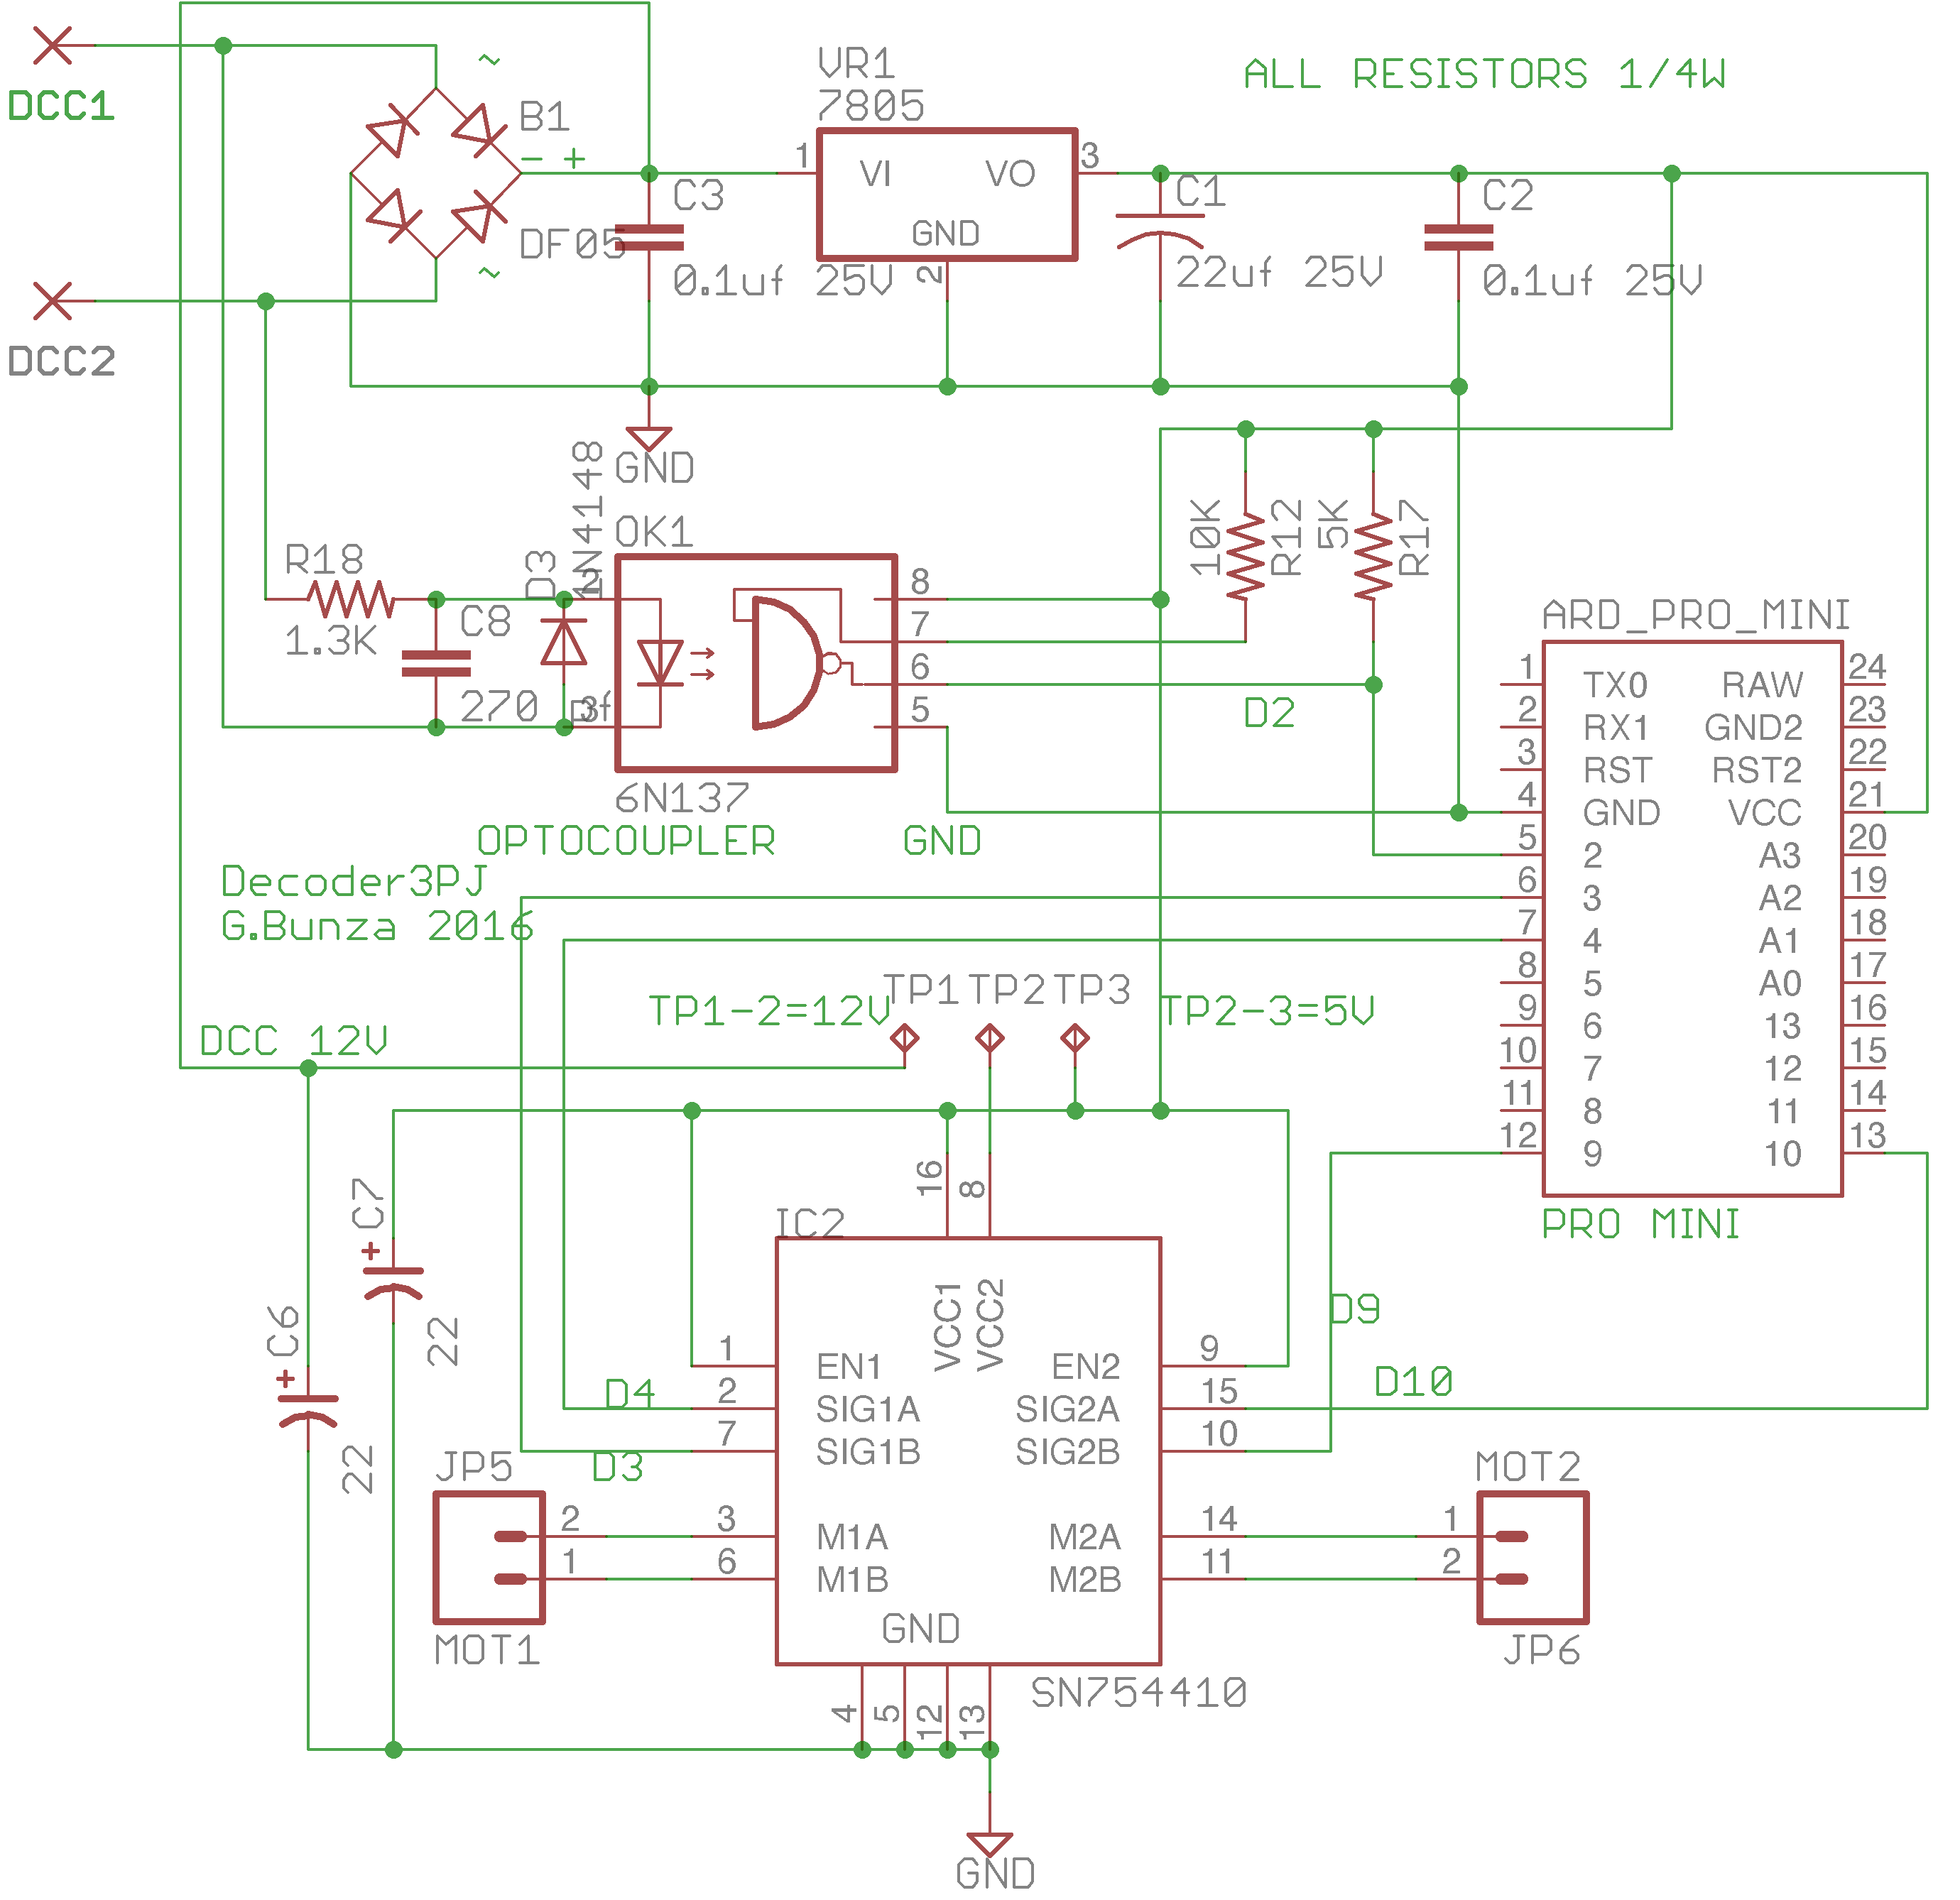 DCC1
DCC2
~
B1
- +
DF05
~
C3
0.1uf 25V
VR1
7805
1
VI
VO
3
GND
2
ALL RESISTORS 1/4W
C1
22uf 25V
C2
0.1uf 25V
GND
R18
1.3K
C8
270 pf
D3
1N4148
OK1
2
3
8
7
6
5
6N137
OPTOCOUPLER
GND
10K
R12
5K
R17
D2
ARD_PRO_MINI
1 TX0 RAW 24
2 RX1 GND2 23
3 RST RST2 22
4 GND VCC 21
5 2 A3 20
6 3 A2 19
7 4 A1 18
8 5 A0 17
9 6 13 16
10 7 12 15
11 8 11 14
12 9 10 13
PRO MINI
Decoder3PJ
G.Bunza 2016
DCC 12V
TP1-2=12V
TP1 TP2 TP3
TP2-3=5V
C7
+
22
C6
+
22
IC2
16
8
VCC1
VCC2
1 EN1 EN2 9
2 SIG1A SIG2A 15
7 SIG1B SIG2B 10
3 M1A M2A 14
6 M1B M2B 11
GND
4
5
12
13
SN754410
D4
D3
D9
D10
JP5
2
1
MOT1
MOT2
1
2
JP6
GND